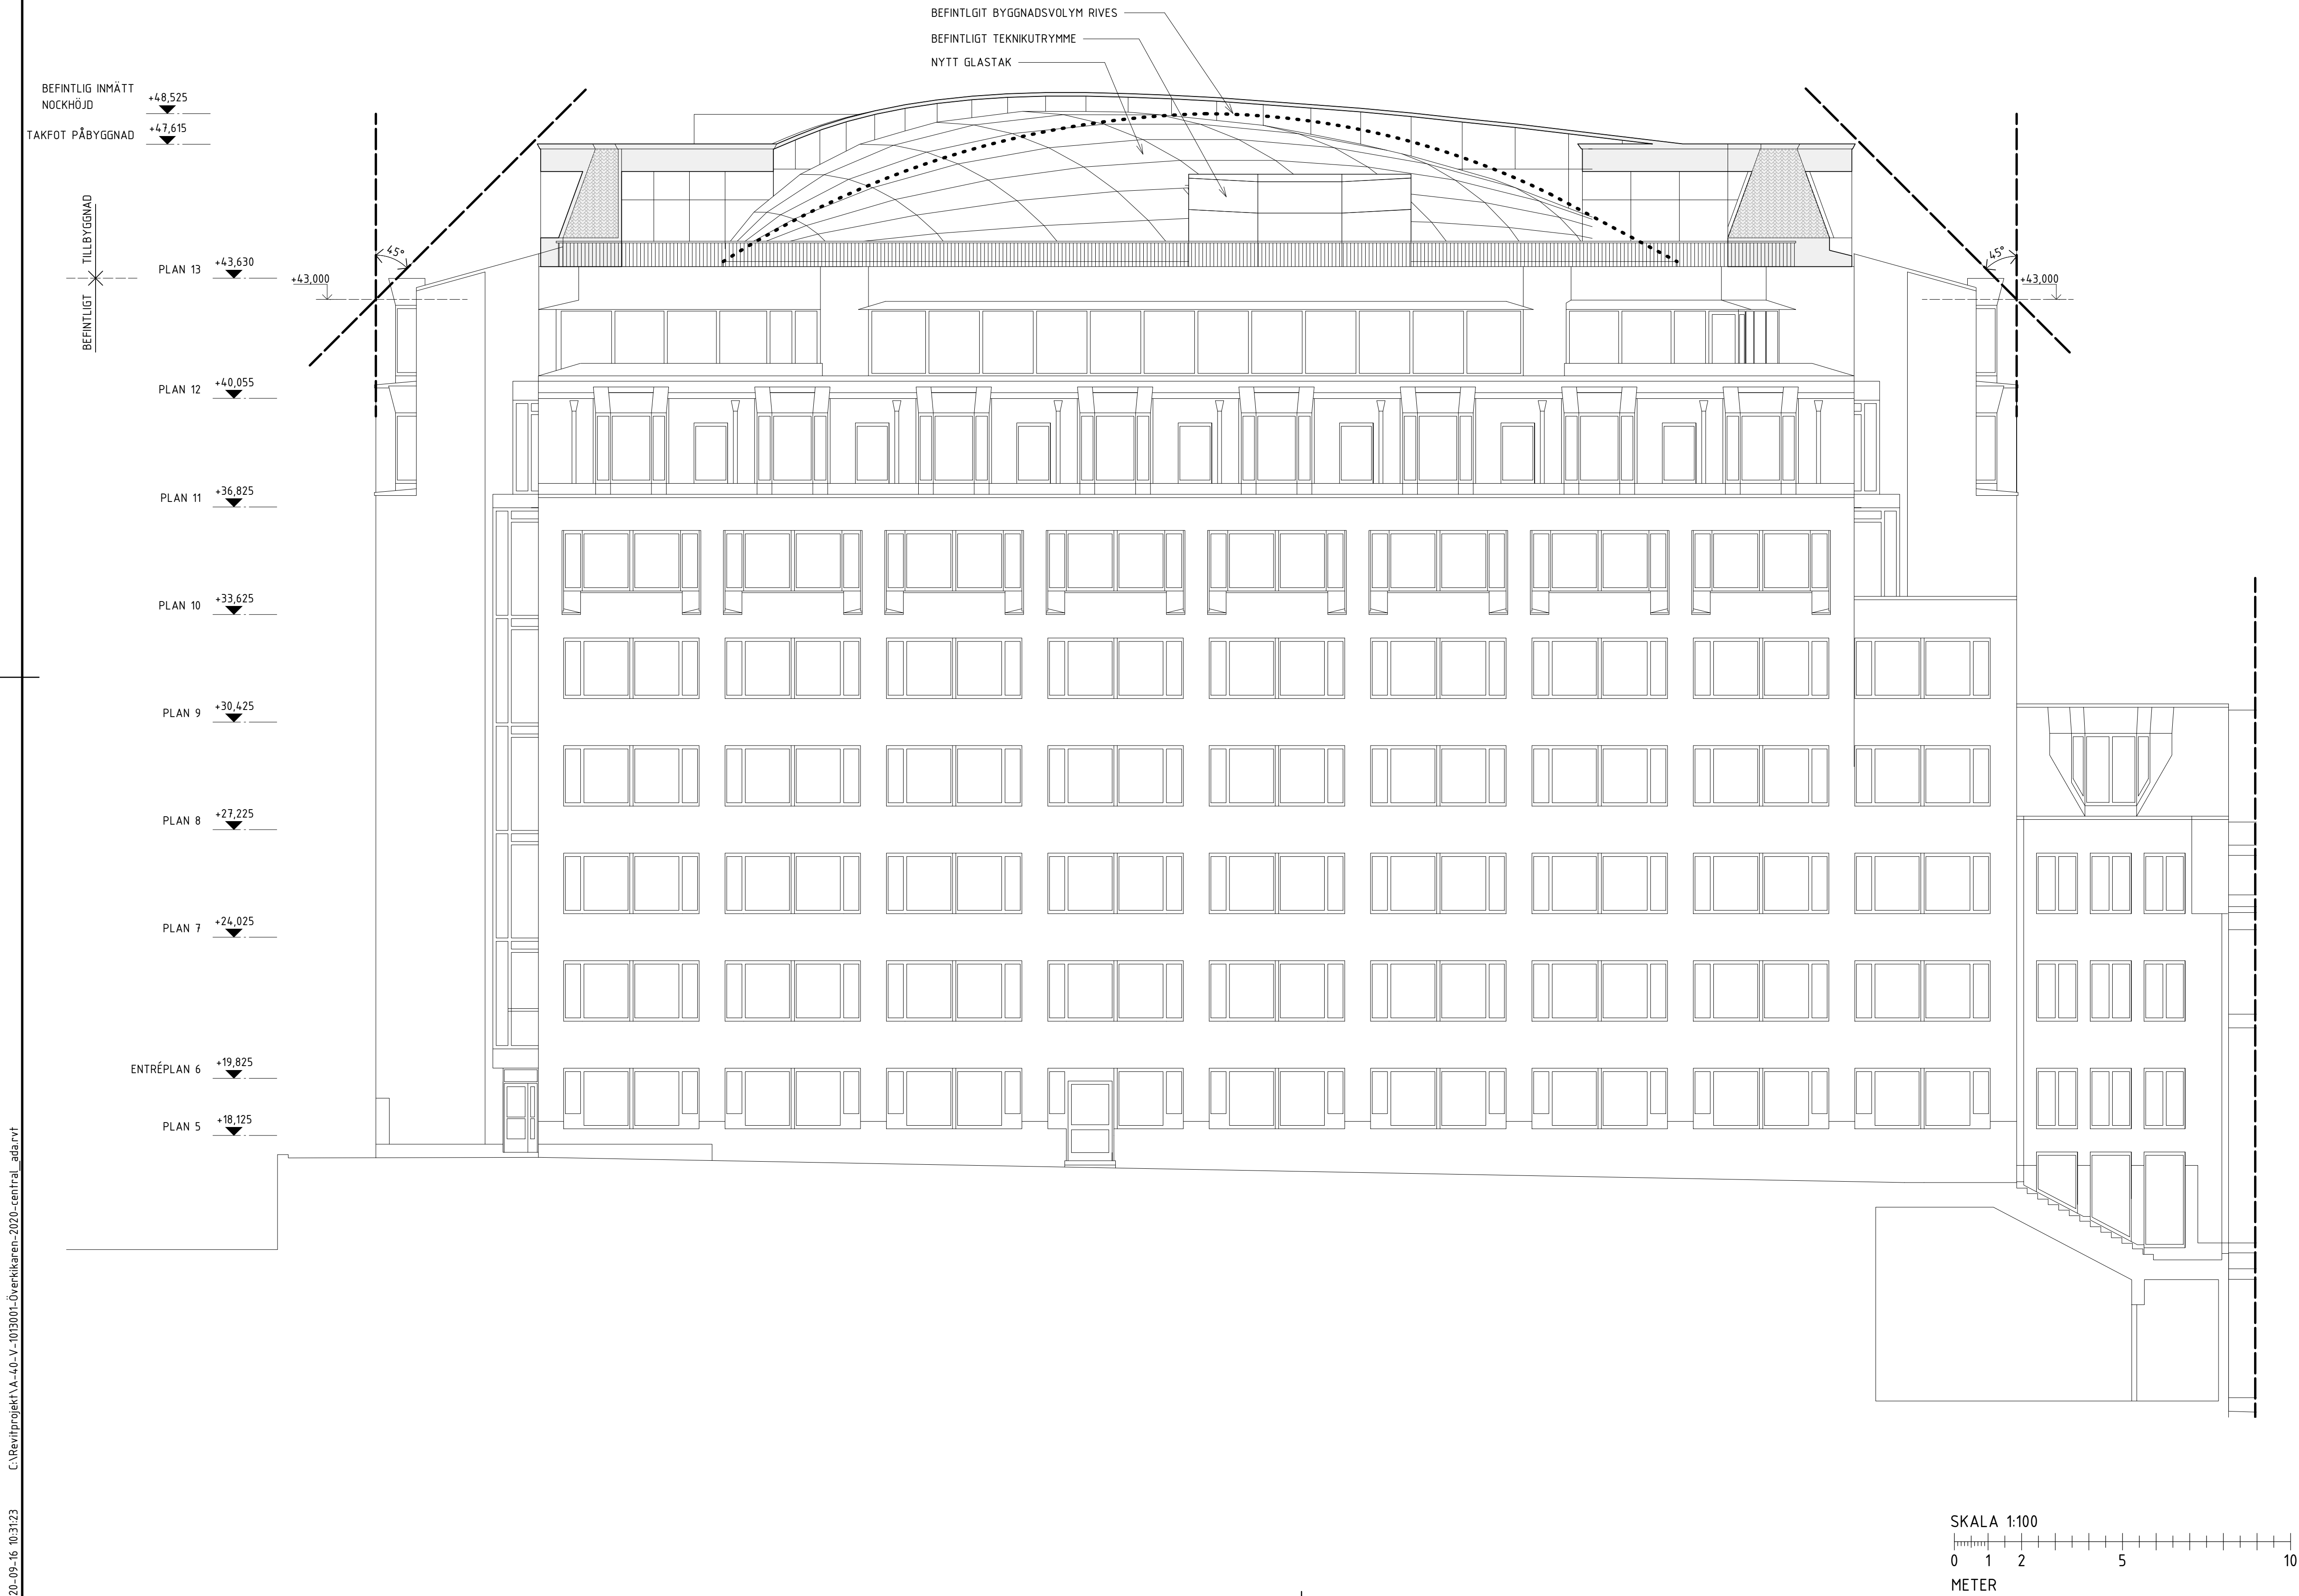 BEFINTLGIT BYGGNADSVOLYM RIVES
BEFINTLIGT TEKNIKUTRYMME
NYTT GLASTAK
BEFINTLIG INMÄTT
NOCKHÖJD
+48,525
TAKFOT PÅBYGGNAD
+47,615
TILLBYGGNAD
BEFINTLIGT
45°
45°
PLAN 13 +43,630
+43,000
+43,000
PLAN 12 +40,055
PLAN 11 +36,825
PLAN 10 +33,625
PLAN 9 +30,425
PLAN 8 +27,225
PLAN 7 +24,025
ENTRÉPLAN 6 +19,825
PLAN 5 +18,125
20-09-16 10:31:23 C:\Revitprojekt\A-40-V-1013001-Överkikaren-2020-central_ada.rvt
SKALA 1:100
0 1 2 5 10
METER